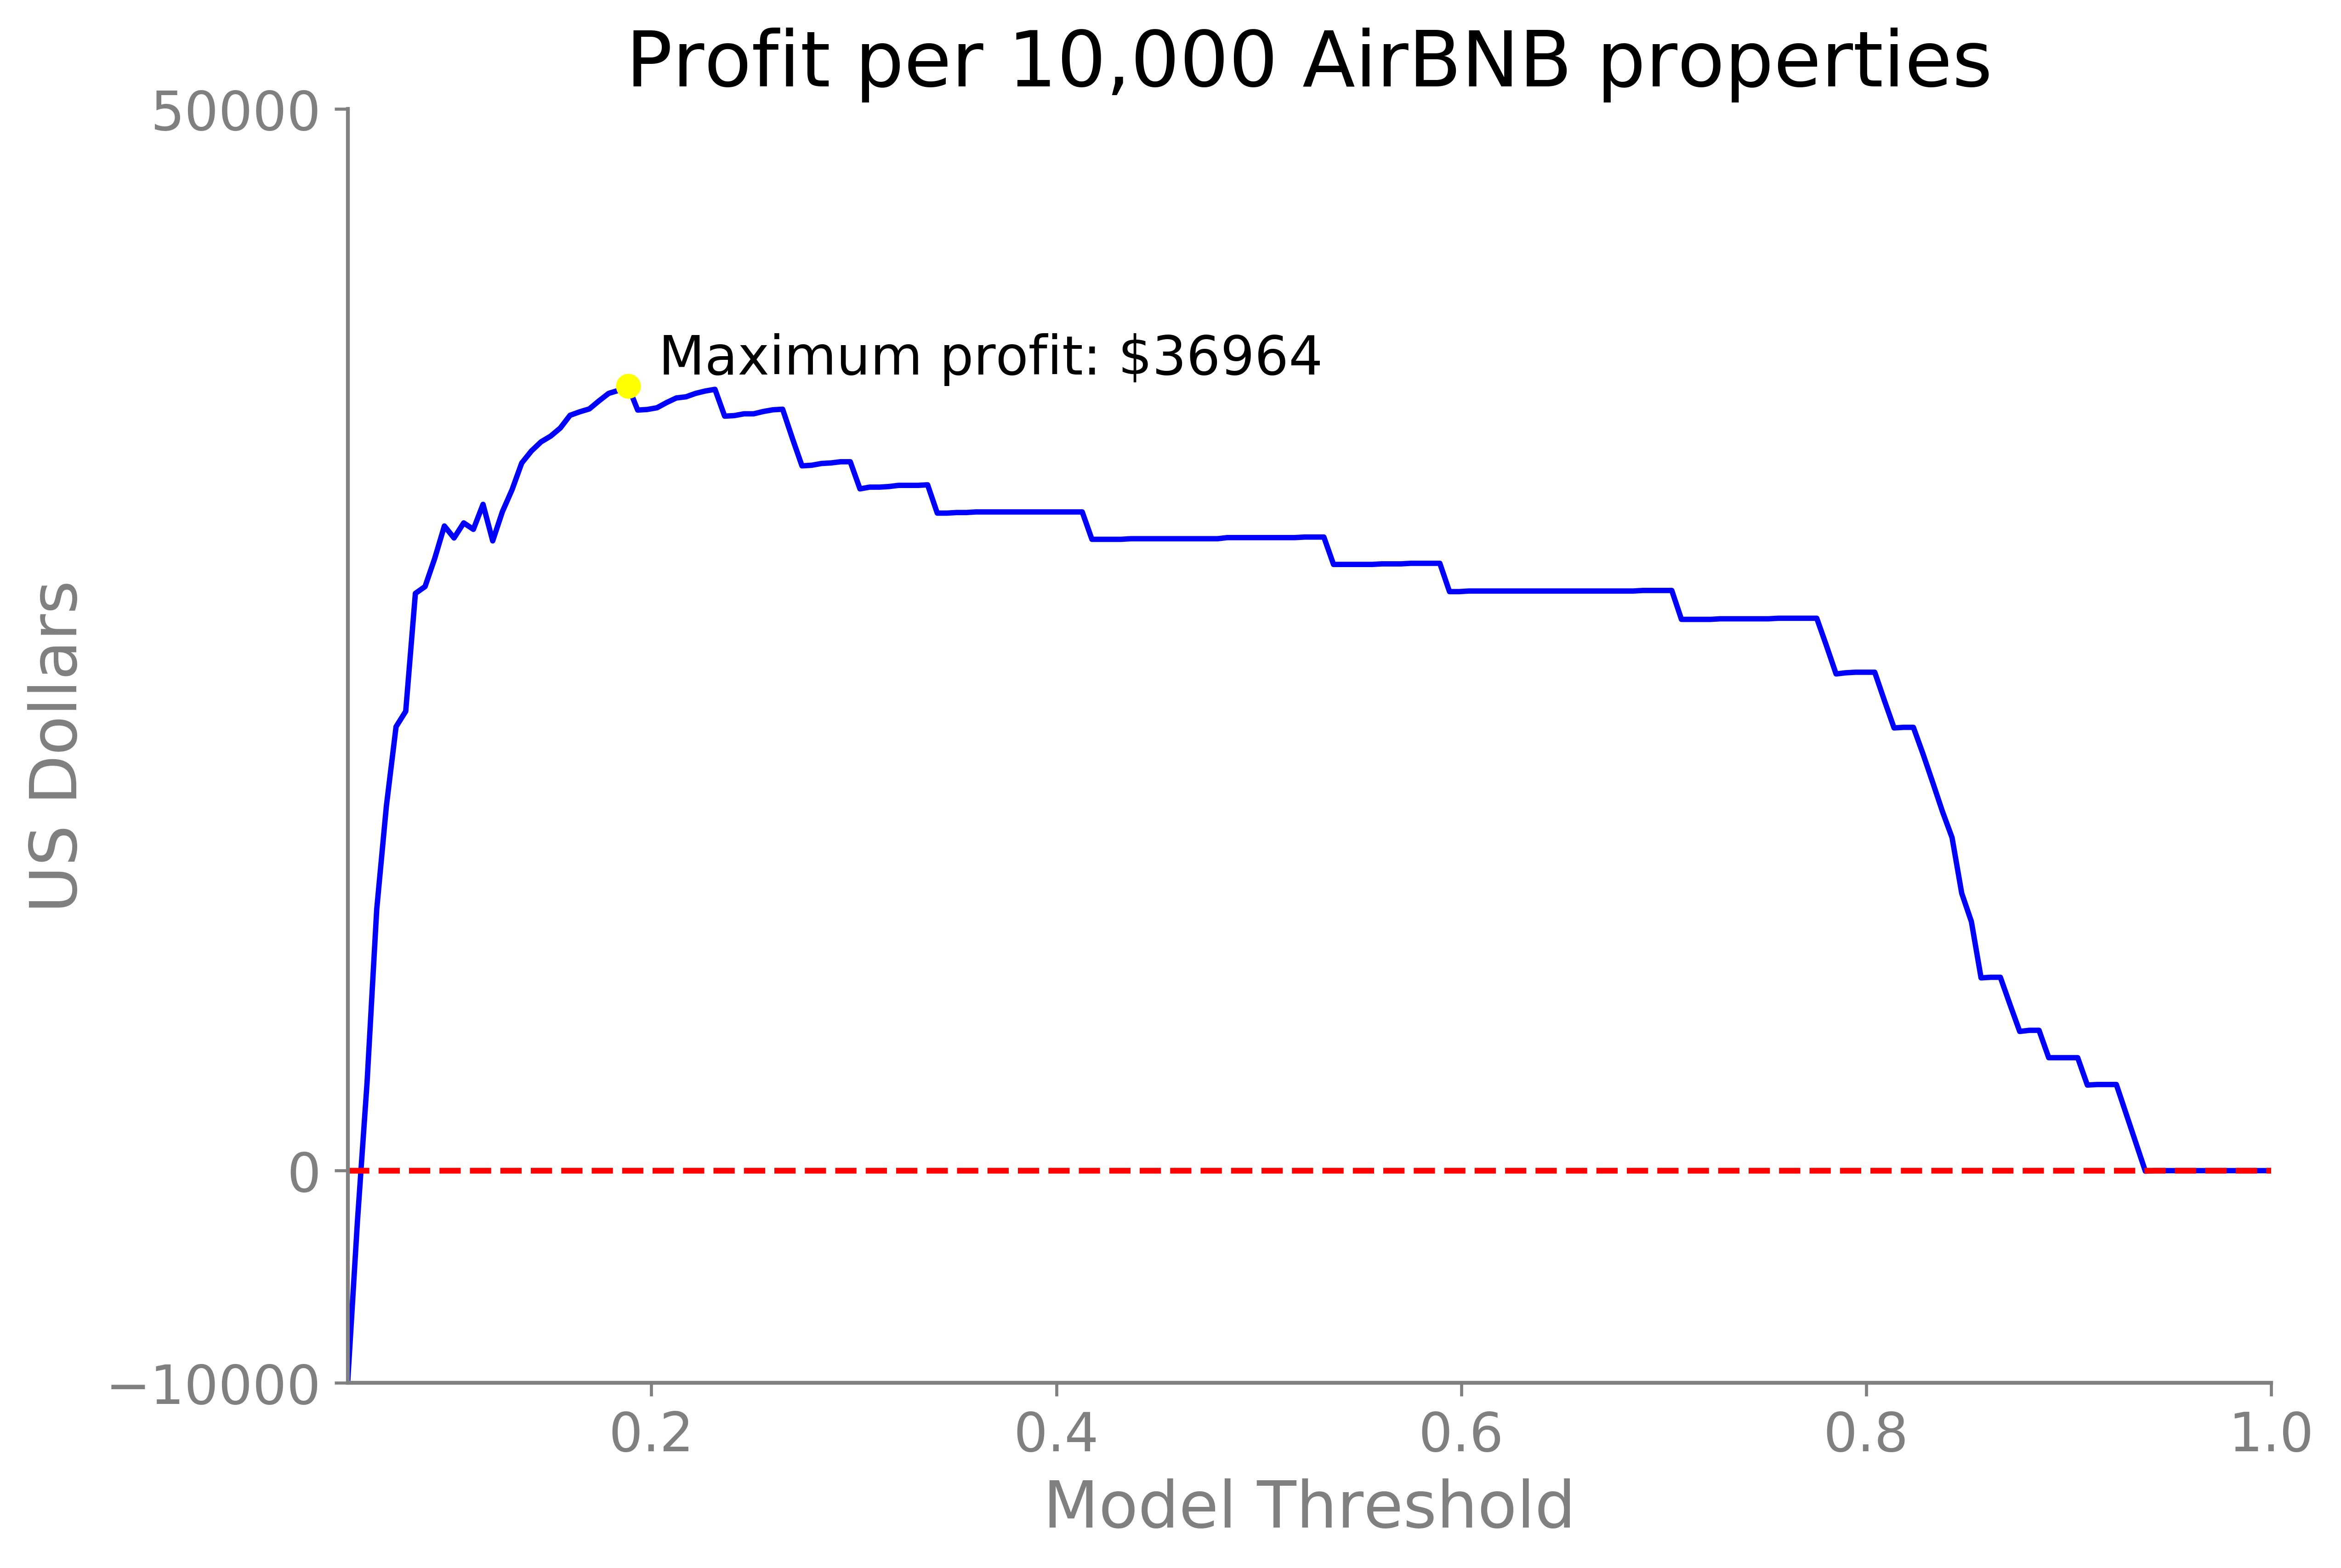 Profit per 10,000 AirBNB properties
50000
Maximum profit: $36964
US Dollars
0
−10000
0.2 0.4 0.6 0.8 1.0
Model Threshold